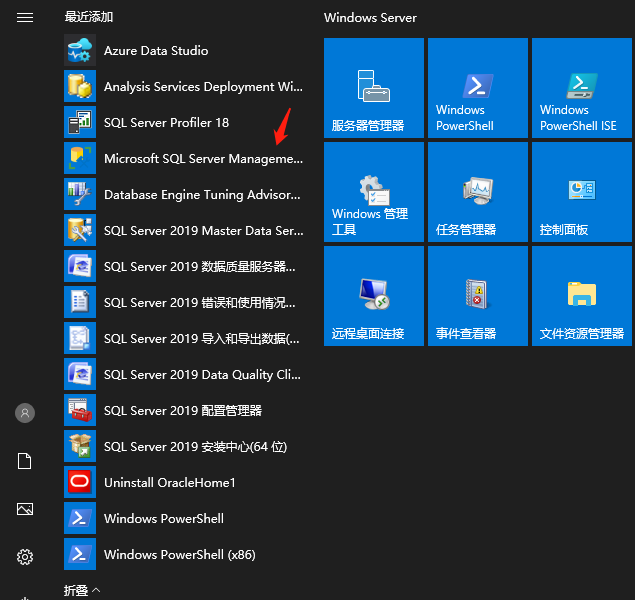 最近添加
Azure Data Studio
Analysis Services Deployment Wi...
SQL Server Profiler 18
Microsoft SQL Server Manageme...
Database Engine Tuning Advisor...
SQL Server 2019 Master Data Ser...
SQL Server 2019 数据质量服务器...
SQL Server 2019 错误和使用情况...
SQL Server 2019 导入和导出数据(...
SQL Server 2019 Data Quality Cli...
SQL Server 2019 配置管理器
SQL Server 2019 安装中心(64 位)
Uninstall OracleHome1
Windows PowerShell
Windows PowerShell (x86)
折叠
Windows Server
服务器管理器
Windows
PowerShell
Windows
PowerShell ISE
Windows 管理
工具
任务管理器
控制面板
远程桌面连接
事件查看器
文件资源管理器